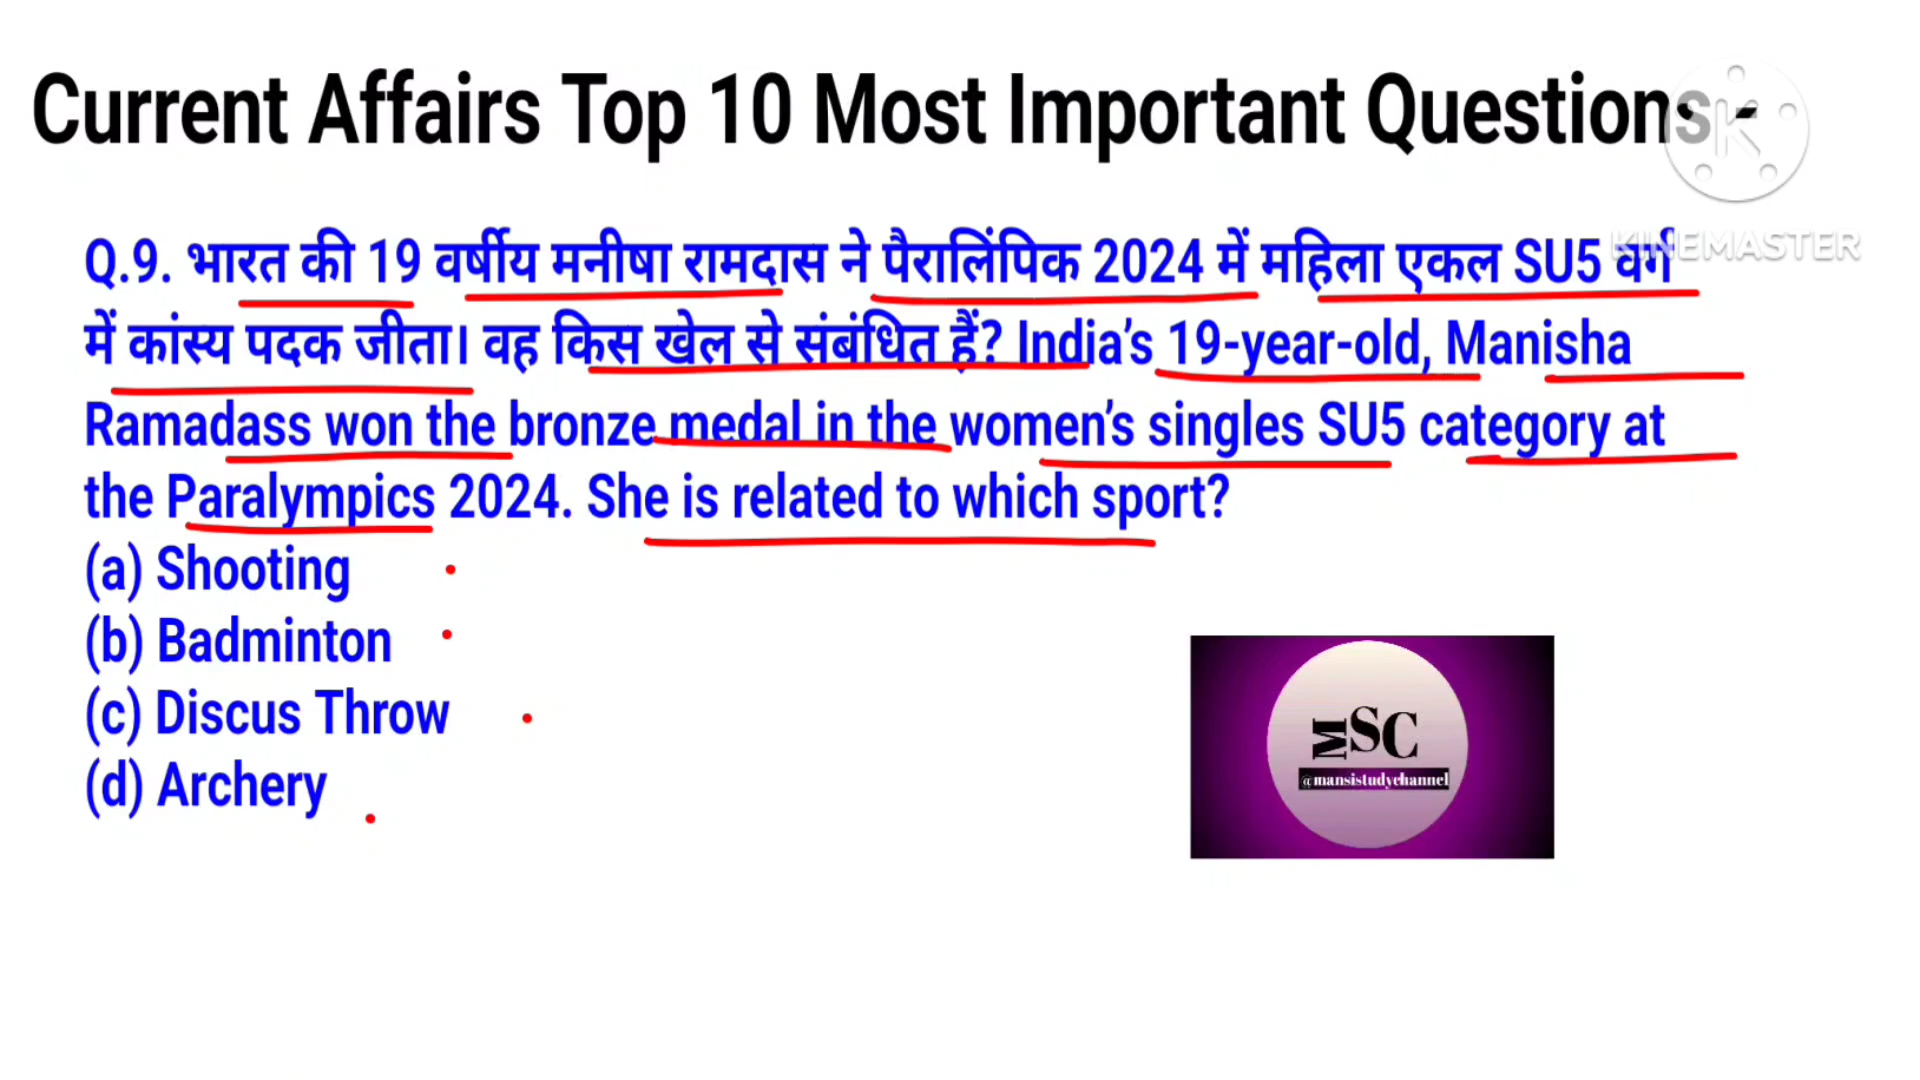 Current Affairs Top 10 Most Important Questions -
KINEMASTER
Q.9. भारत की 19 वर्षीय मनीषा रामदास ने पैरालिंपिक 2024 में महिला एकल SU5 वर्ग
में कांस्य पदक जीता। वह किस खेल से संबंधित हैं? India’s 19-year-old, Manisha
Ramadass won the bronze medal in the women’s singles SU5 category at
the Paralympics 2024. She is related to which sport?
(a) Shooting
(b) Badminton
(c) Discus Throw
(d) Archery
MSC
@mansistudychannel